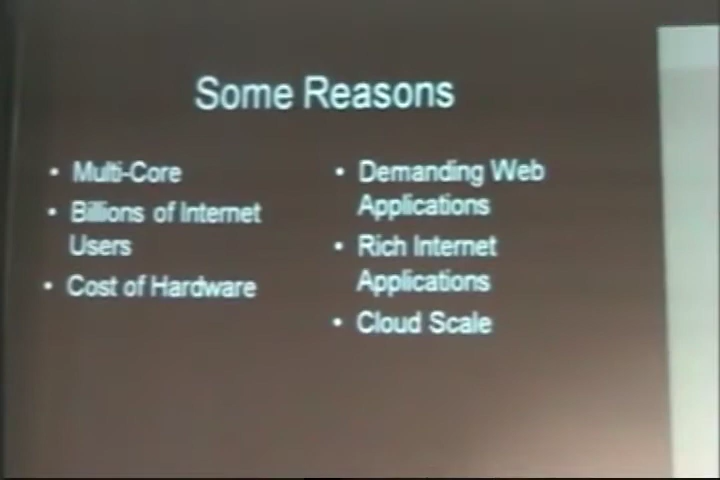 Some Reasons
• Multi-Core
• Billions of Internet
Users
• Cost of Hardware
• Demanding Web
Applications
• Rich Internet
Applications
• Cloud Scale